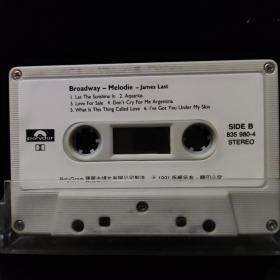 Broadway – Melodie – James Last
1. Let The Sunshine In 2. Aquarius
3. Love For Sale 4. Don't Cry For Me Argentina
5. What Is This Thing Called Love 6. I've Got You Under My Skin
polydor
SIDE B
835 980-4
STEREO
PolyGram
1991